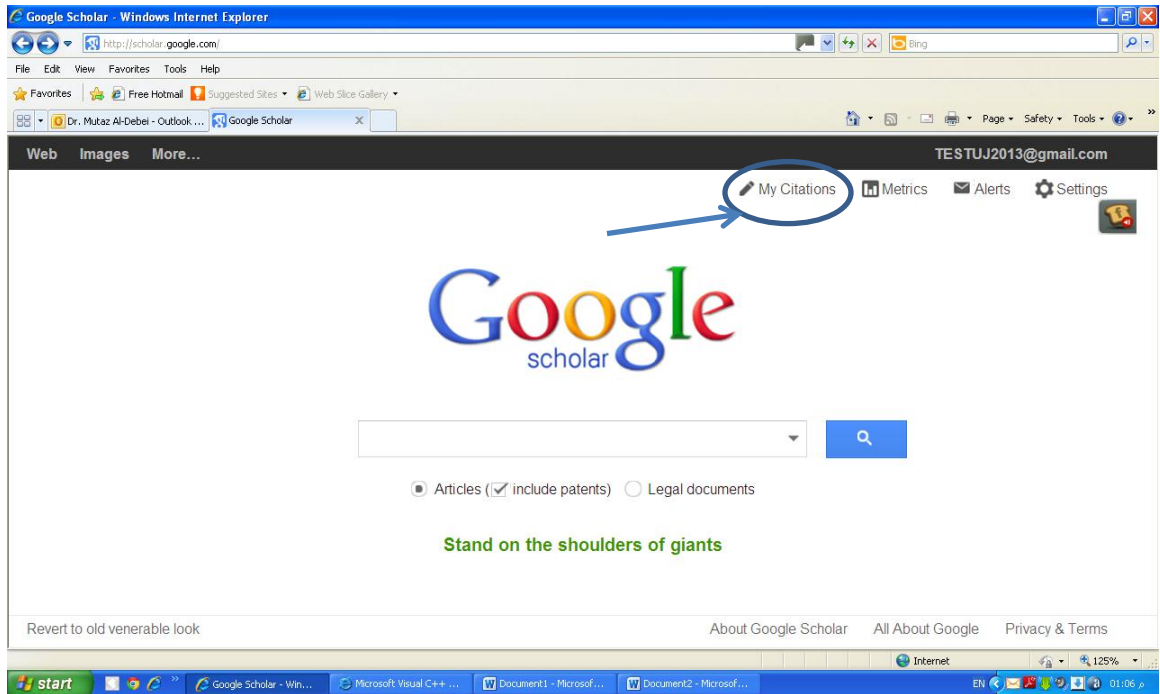 Google Scholar - Windows Internet Explorer
http://scholar.google.com/ Bing
File Edit View Favorites Tools Help
Favorites Free Hotmail Suggested Sites Web Slice Gallery
Dr. Mutaz Al-Debei - Outlook ... Google Scholar X Page Safety Tools »
Web Images More... TESTUJ2013@gmail.com
My Citations Metrics Alerts Settings
Google
scholar
Articles ( include patents) Legal documents
Stand on the shoulders of giants
Revert to old venerable look About Google Scholar All About Google Privacy & Terms
Internet 125%
start » Google Scholar - Win... Microsoft Visual C++ ... Document1 - Microsof... Document2 - Microsof... EN 01:06 م